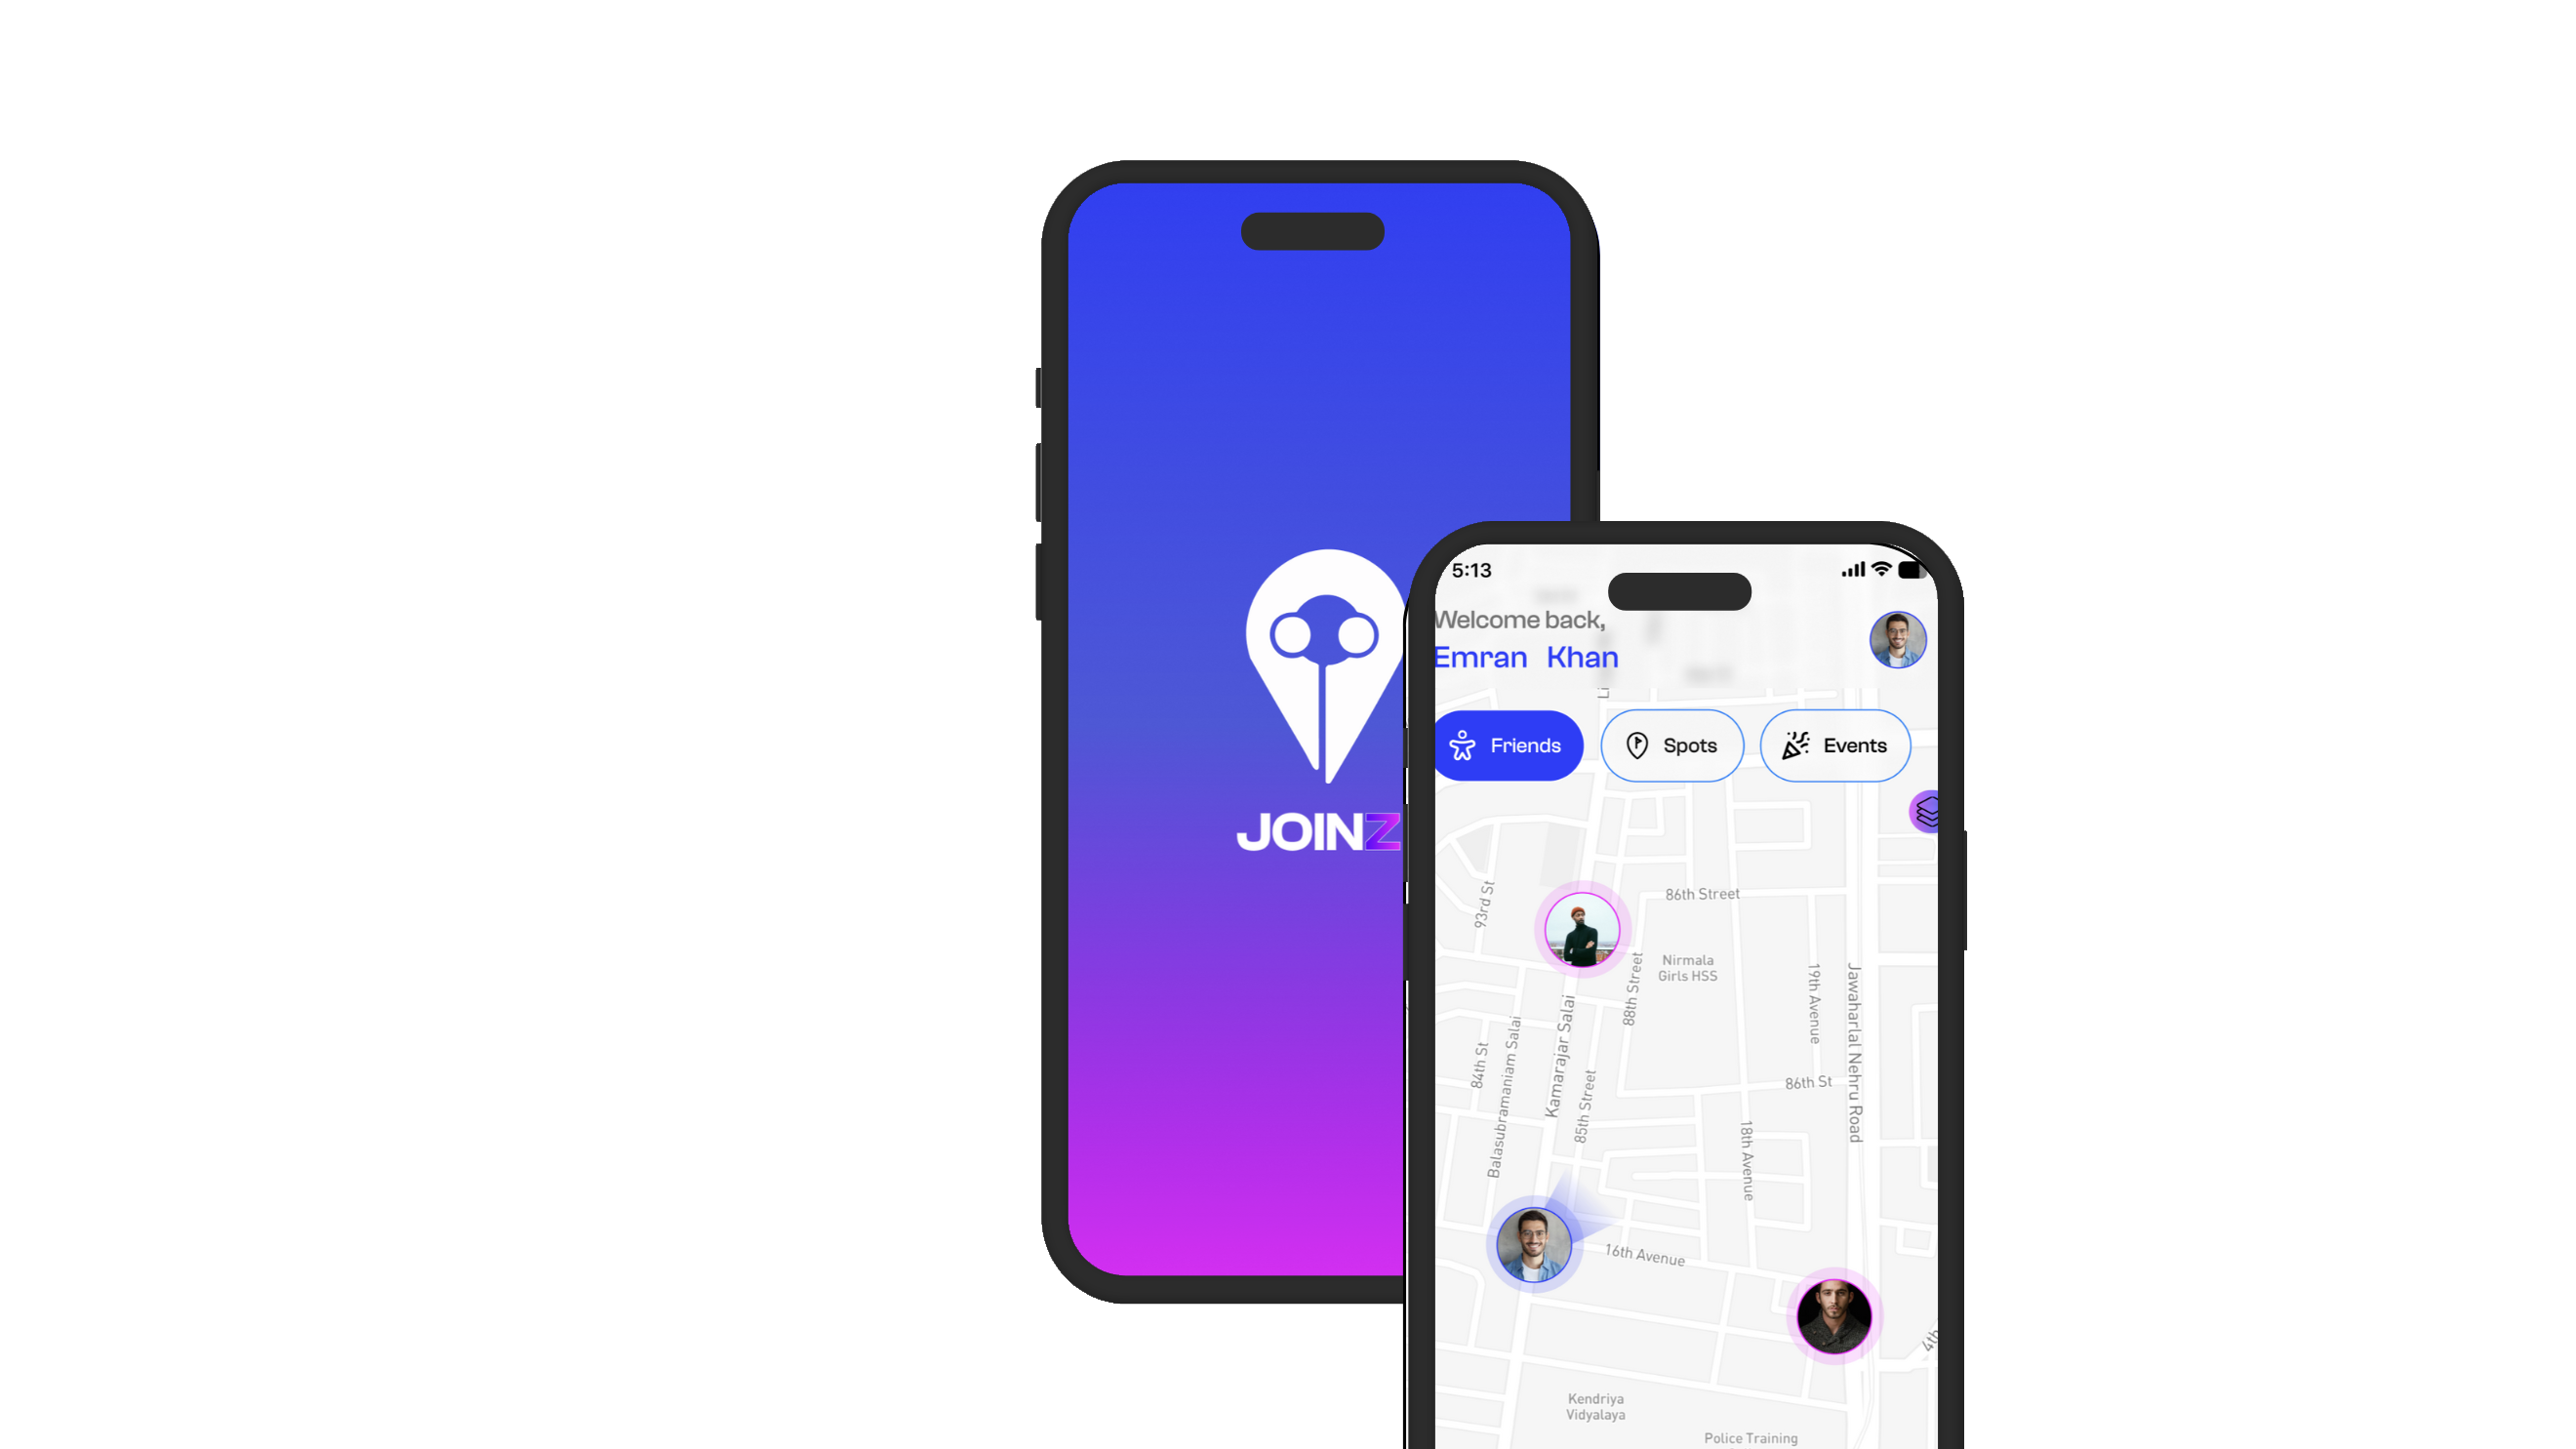 JOINZ
5:13
Welcome back,
Emran Khan
Friends
Spots
Events
93rd St
86th Street
Nirmala
Girls HSS
88th Street
19th Avenue
Jawaharlal Nehru Road
Kamarajar Salai
84th St
Balasubramaniam Salai
85th Street
86th St
18th Avenue
16th Avenue
4th
Kendriya
Vidyalaya
Police Training